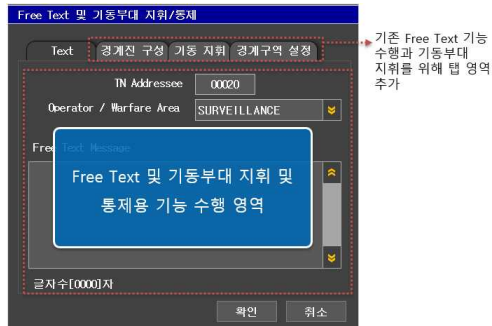 Free Text 및 기동부대 지휘/통제
Text 경계진 구성 기동 지휘 경계구역 설정
TN Addressee 00020
Operator / Warfare Area SURVEILLANCE
Free Text Message
Free Text 및 기동부대 지휘 및
통제용 기능 수행 영역
글자수[0000]자
확인 취소
기존 Free Text 기능
수행과 기동부대
지휘를 위해 탭 영역
추가